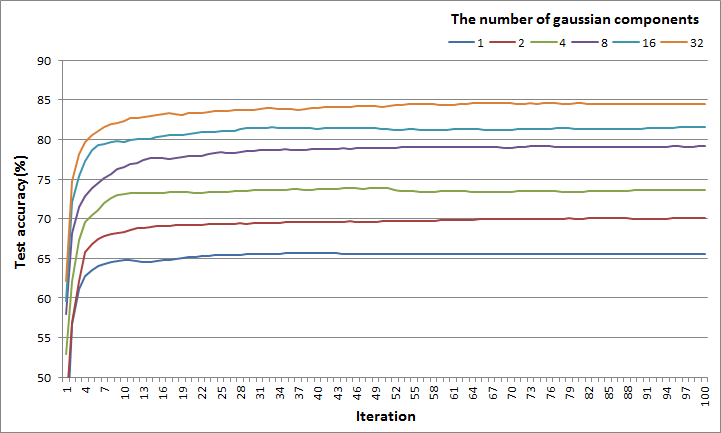 The number of gaussian components
1 2 4 8 16 32
90
85
80
75
70
65
60
55
50
Test accuracy(%)
1 4 7 10 13 16 19 22 25 28 31 34 37 40 43 46 49 52 55 58 61 64 67 70 73 76 79 82 85 88 91 94 97 100
Iteration